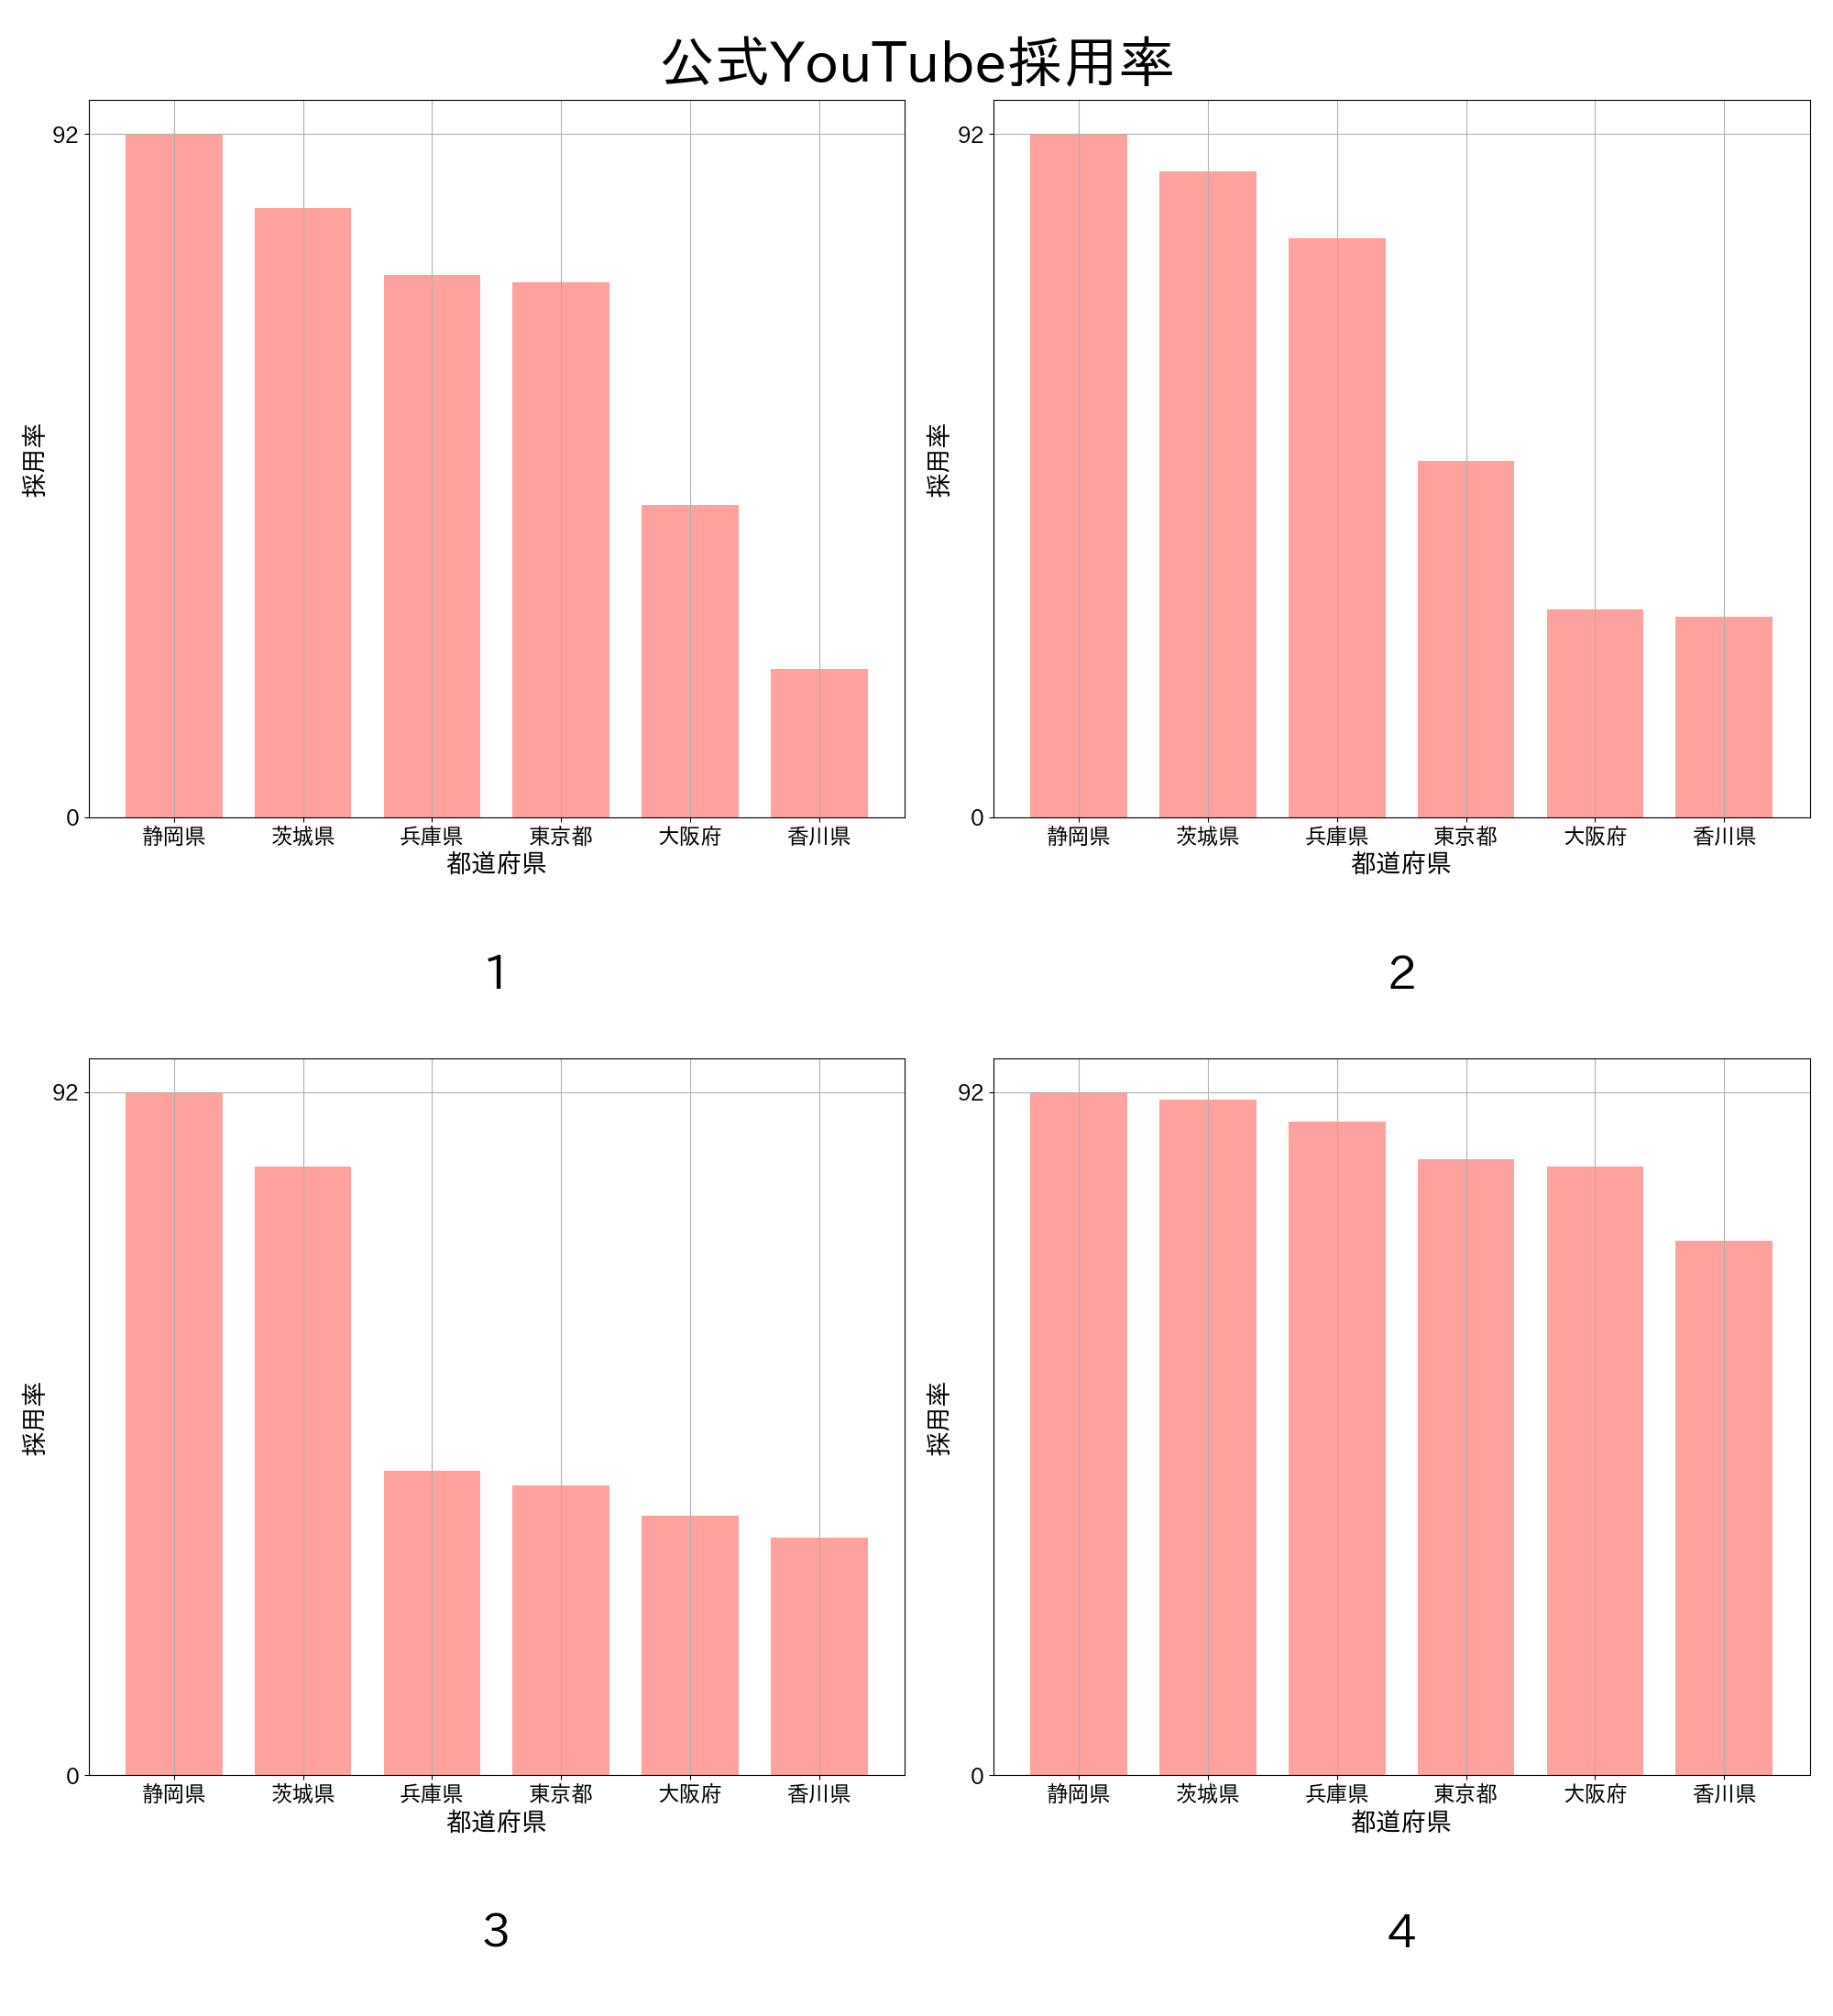 公式YouTube採用率
92
0
採用率
静岡県 茨城県 兵庫県 東京都 大阪府 香川県
都道府県
1
92
0
採用率
静岡県 茨城県 兵庫県 東京都 大阪府 香川県
都道府県
2
92
0
採用率
静岡県 茨城県 兵庫県 東京都 大阪府 香川県
都道府県
3
92
0
採用率
静岡県 茨城県 兵庫県 東京都 大阪府 香川県
都道府県
4